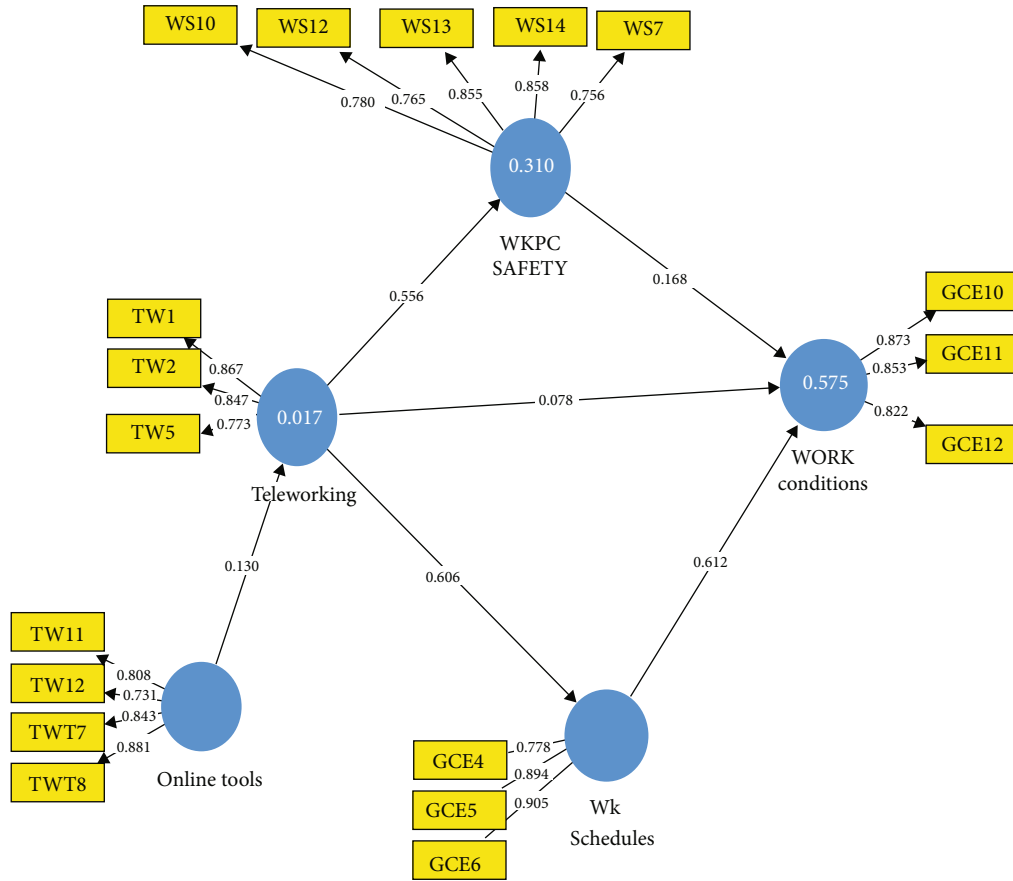 WS10
WS12
WS13
WS14
WS7
0.780
0.765
0.855
0.858
0.756
0.310
WKPC
SAFETY
0.556
0.168
TW1
TW2
TW5
0.867
0.847
0.773
0.017
Teleworking
0.078
0.575
WORK
conditions
GCE10
GCE11
GCE12
0.873
0.853
0.822
0.130
0.606
0.612
TW11
TW12
TWT7
TWT8
0.808
0.731
0.843
0.881
Online tools
GCE4
GCE5
GCE6
0.778
0.894
0.905
Wk
Schedules